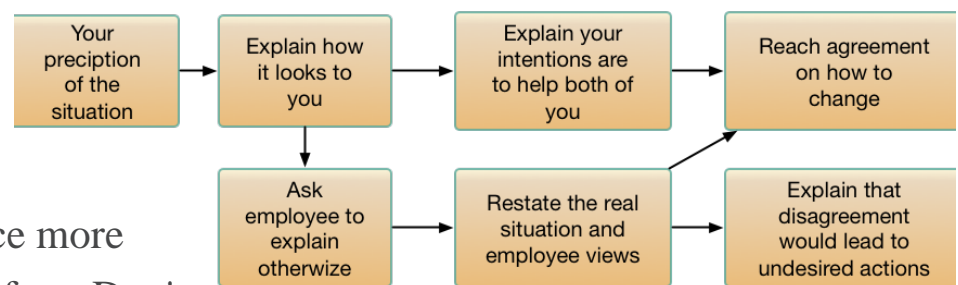 Your
preciption
of the
situation
Explain how
it looks to
you
Explain your
intentions are
to help both of
you
Reach agreement
on how to
change
Ask
employee to
explain
otherwize
Restate the real
situation and
employee views
Explain that
disagreement
would lead to
undesired actions
ce more